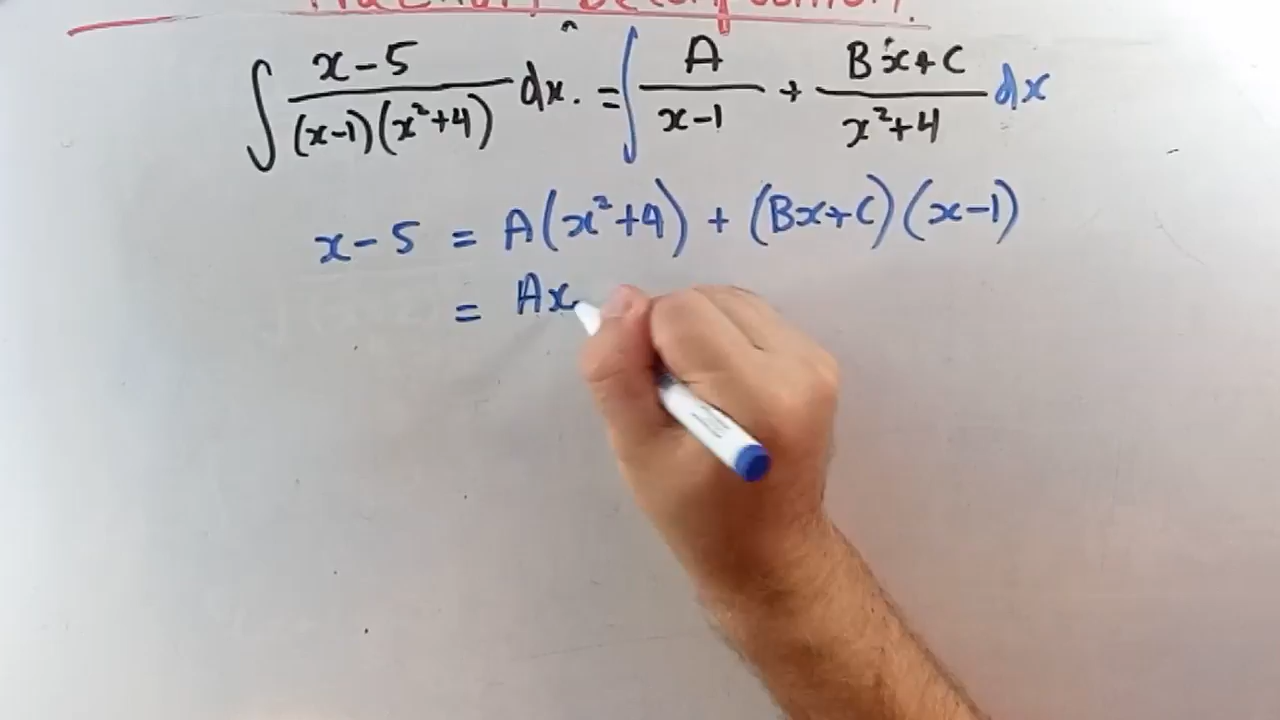 ∫ x-5 / (x-1)(x²+4) dx. = ∫ A / x-1 + Bx+C / x²+4 dx
x-5 = A(x²+4) + (Bx+C)(x-1)
= Ax